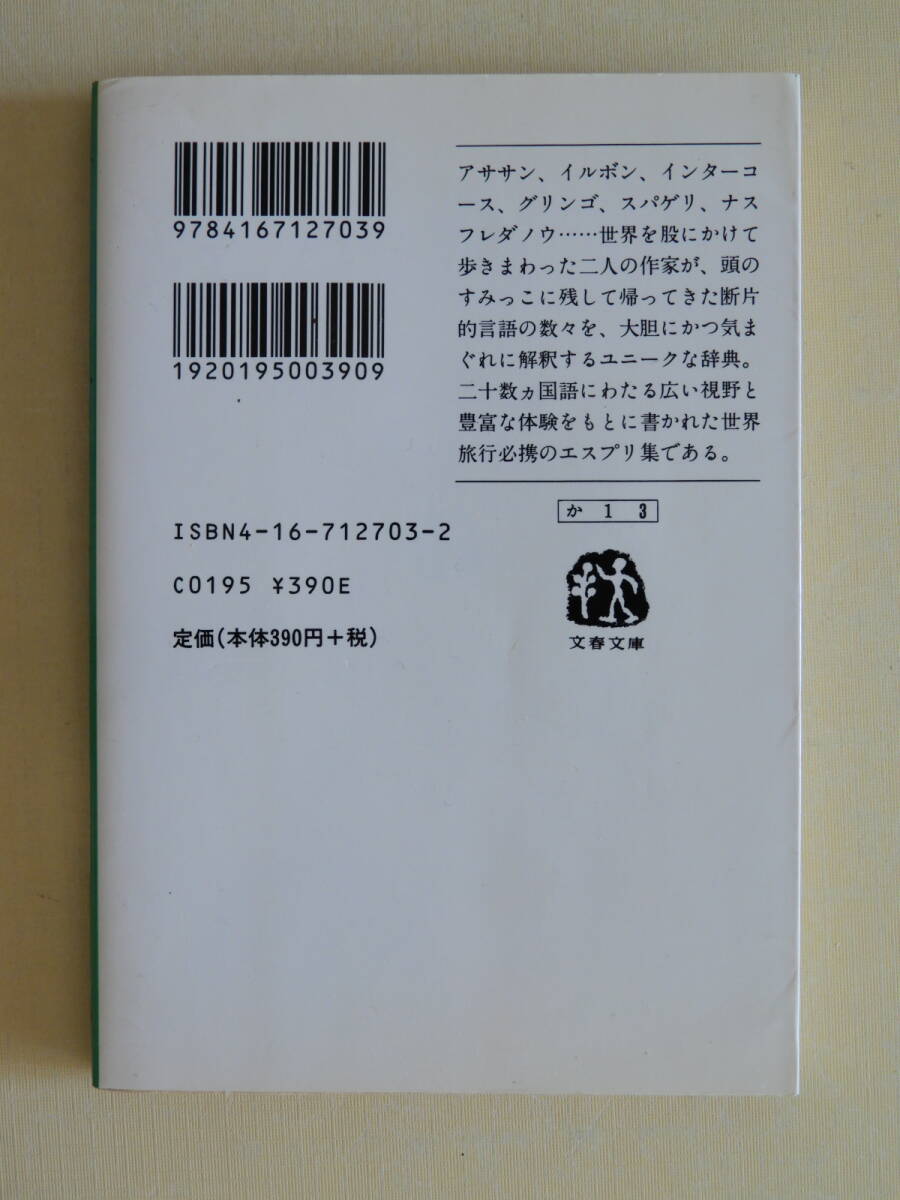 9784167127039
1920195003909
アササン、イルボン、インターコ
ース、グリンゴ、スパゲリ、ナス
フレダノウ……世界を股にかけて
歩きまわった二人の作家が、頭の
すみっこに残して帰ってきた断片
的言語の数々を、大胆にかつ気ま
ぐれに解釈するユニークな辞典。
二十数ヵ国語にわたる広い視野と
豊富な体験をもとに書かれた世界
旅行必携のエスプリ集である。
ISBN4-16-712703-2
C0195 ¥390E
定価(本体390円+税)
か 1 3
文春文庫